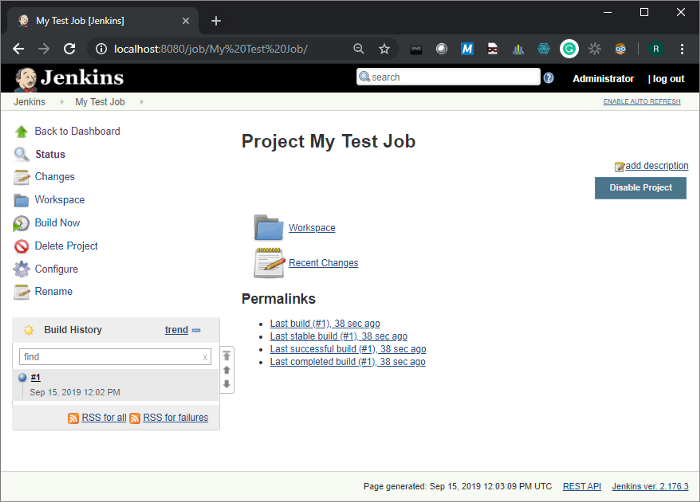 My Test Job [Jenkins]
localhost:8080/job/My%20Test%20Job/
R
Jenkins
search
Administrator
| log out
Jenkins
My Test Job
ENABLE AUTO REFRESH
Back to Dashboard
Status
Changes
Workspace
Build Now
Delete Project
Configure
Rename
Build History
trend
find
x
#1
Sep 15, 2019 12:02 PM
RSS for all
RSS for failures
Project My Test Job
add description
Disable Project
Workspace
Recent Changes
Permalinks
Last build (#1), 38 sec ago
Last stable build (#1), 38 sec ago
Last successful build (#1), 38 sec ago
Last completed build (#1), 38 sec ago
Page generated: Sep 15, 2019 12:03:09 PM UTC
REST API
Jenkins ver. 2.176.3